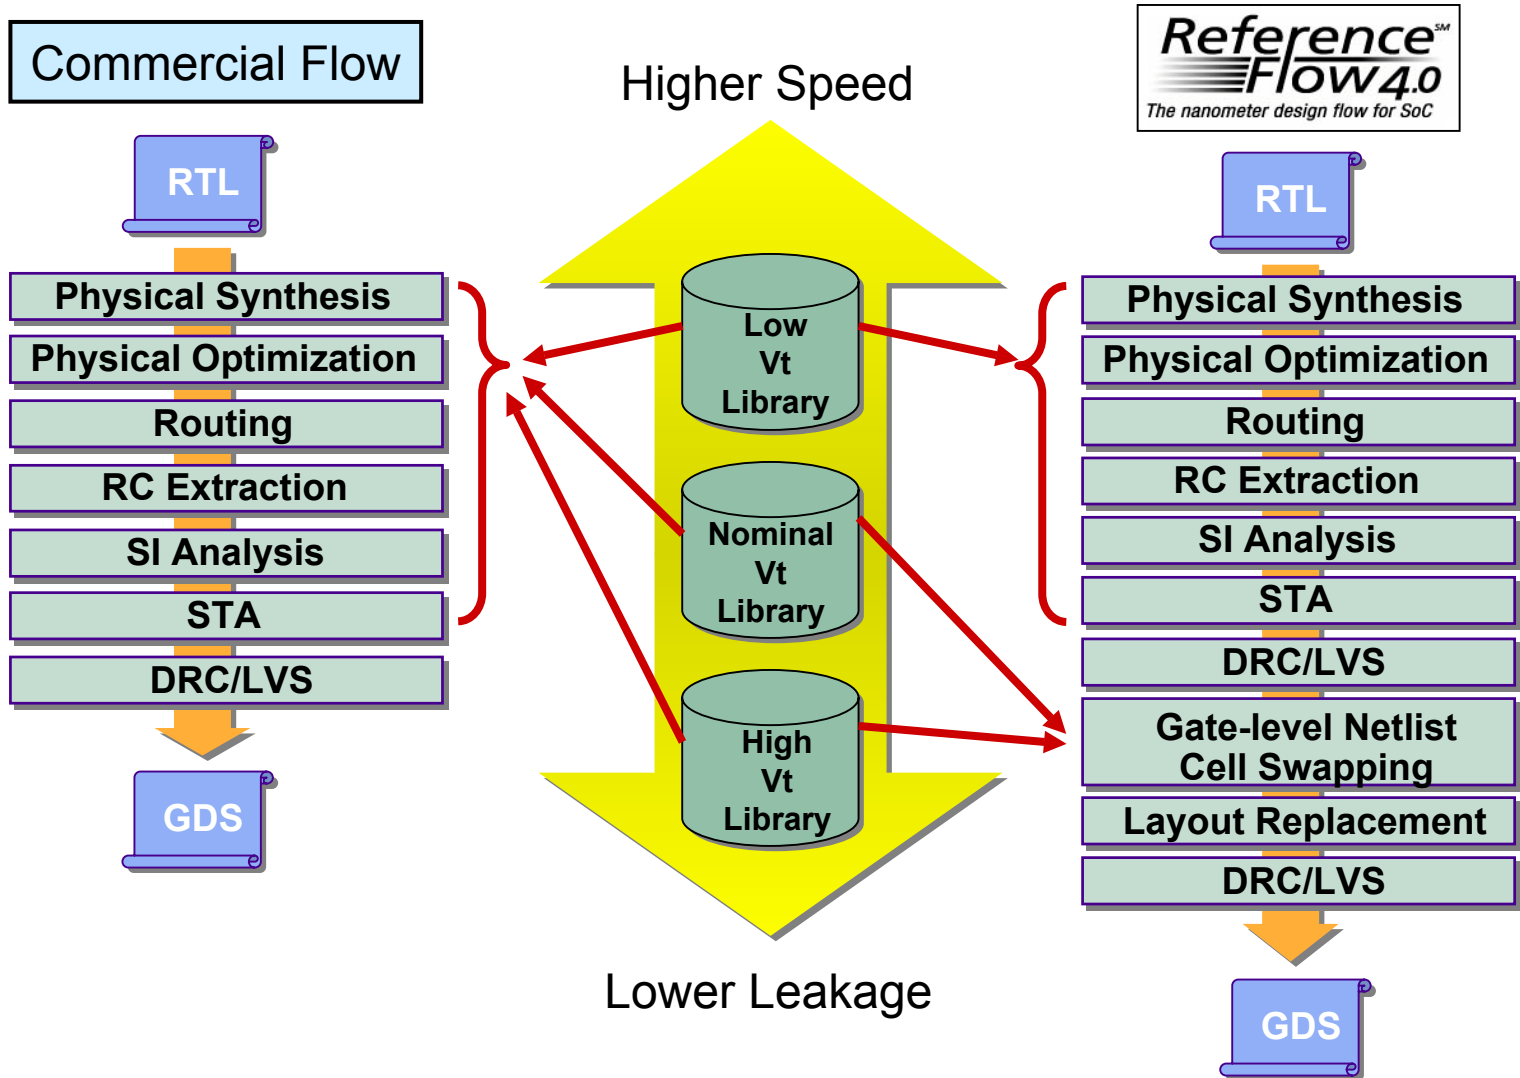 Commercial Flow
RTL
Physical Synthesis
Physical Optimization
Routing
RC Extraction
SI Analysis
STA
DRC/LVS
GDS
Higher Speed
Low
Vt
Library
Nominal
Vt
Library
High
Vt
Library
Lower Leakage
Reference SM
Flow 4.0
The nanometer design flow for SoC
RTL
Physical Synthesis
Physical Optimization
Routing
RC Extraction
SI Analysis
STA
DRC/LVS
Gate-level Netlist
Cell Swapping
Layout Replacement
DRC/LVS
GDS